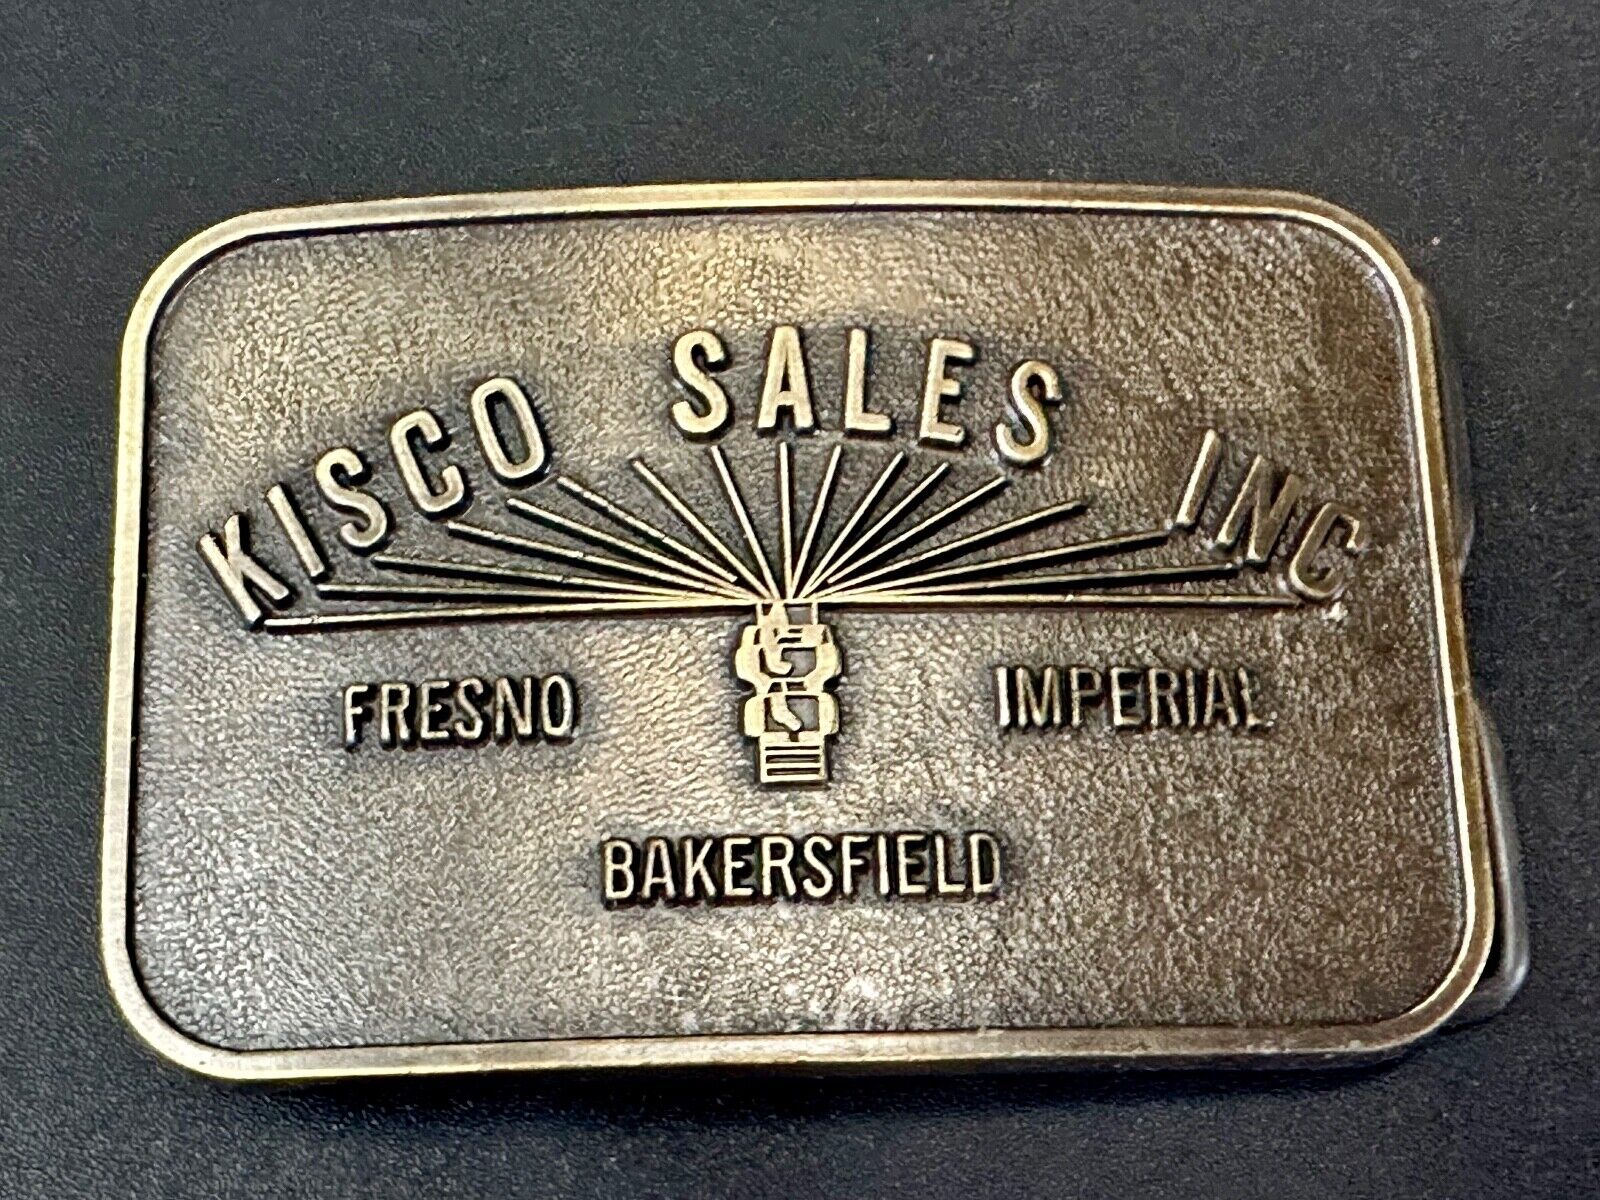 KISCO SALES INC.
FRESNO IMPERIAL
BAKERSFIELD